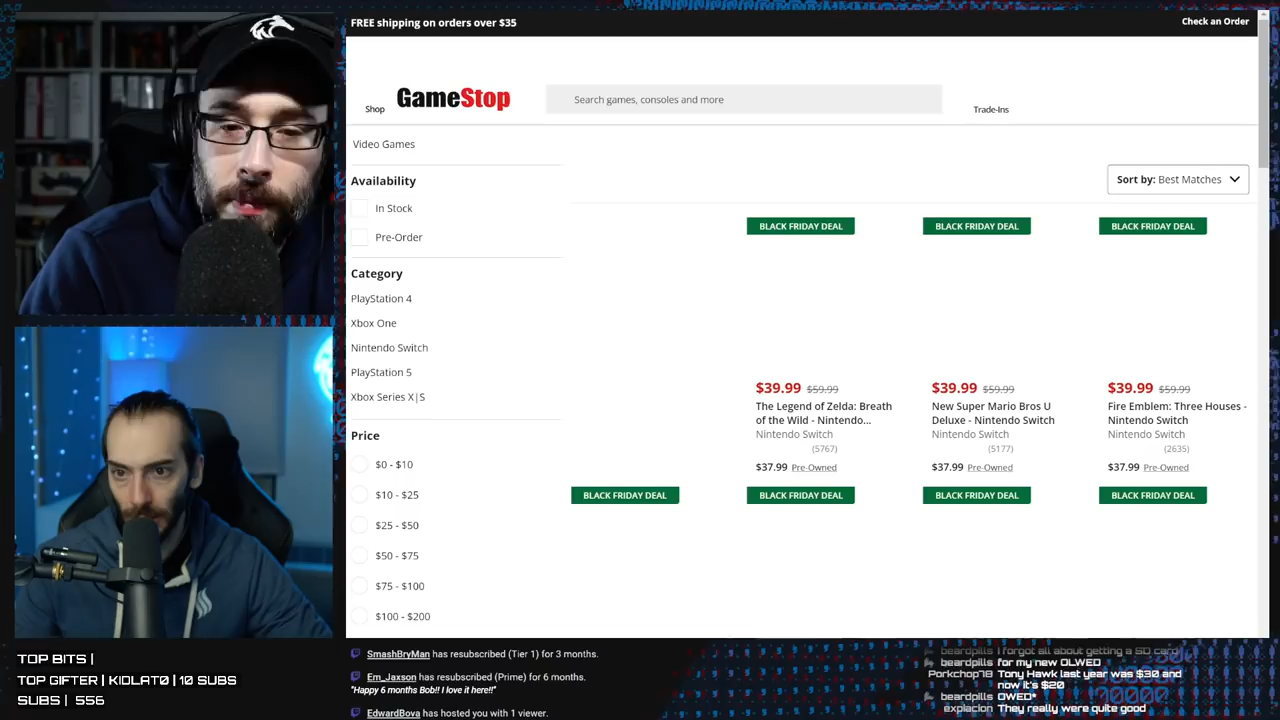 FREE shipping on orders over $35
Check an Order
Shop
GameStop
Search games, consoles and more
Trade-Ins
Video Games
Availability
In Stock
Pre-Order
Category
PlayStation 4
Xbox One
Nintendo Switch
PlayStation 5
Xbox Series X|S
Price
$0 - $10
$10 - $25
$25 - $50
$50 - $75
$75 - $100
$100 - $200
Sort by: Best Matches
BLACK FRIDAY DEAL
BLACK FRIDAY DEAL
BLACK FRIDAY DEAL
$39.99 $59.99
The Legend of Zelda: Breath
of the Wild - Nintendo...
Nintendo Switch
(5767)
$37.99 Pre-Owned
$39.99 $59.99
New Super Mario Bros U
Deluxe - Nintendo Switch
Nintendo Switch
(5177)
$37.99 Pre-Owned
$39.99 $59.99
Fire Emblem: Three Houses -
Nintendo Switch
Nintendo Switch
(2635)
$37.99 Pre-Owned
BLACK FRIDAY DEAL
BLACK FRIDAY DEAL
BLACK FRIDAY DEAL
BLACK FRIDAY DEAL
TOP BITS |
TOP GIFTER | KIDLAT0 | 10 SUBS
SUBS | 556
SmashBryMan has resubscribed (Tier 1) for 3 months.
Em_Jaxson has resubscribed (Prime) for 6 months.
"Happy 6 months Bob!! I love it here!!"
EdwardBova has hosted you with 1 viewer.
beardpills I forgot all about getting a SD card
beardpills for my new OLWED
Porkchop78 Tony Hawk last year was $30 and
now it's $20
beardpills OWED*
explacion They really were quite good